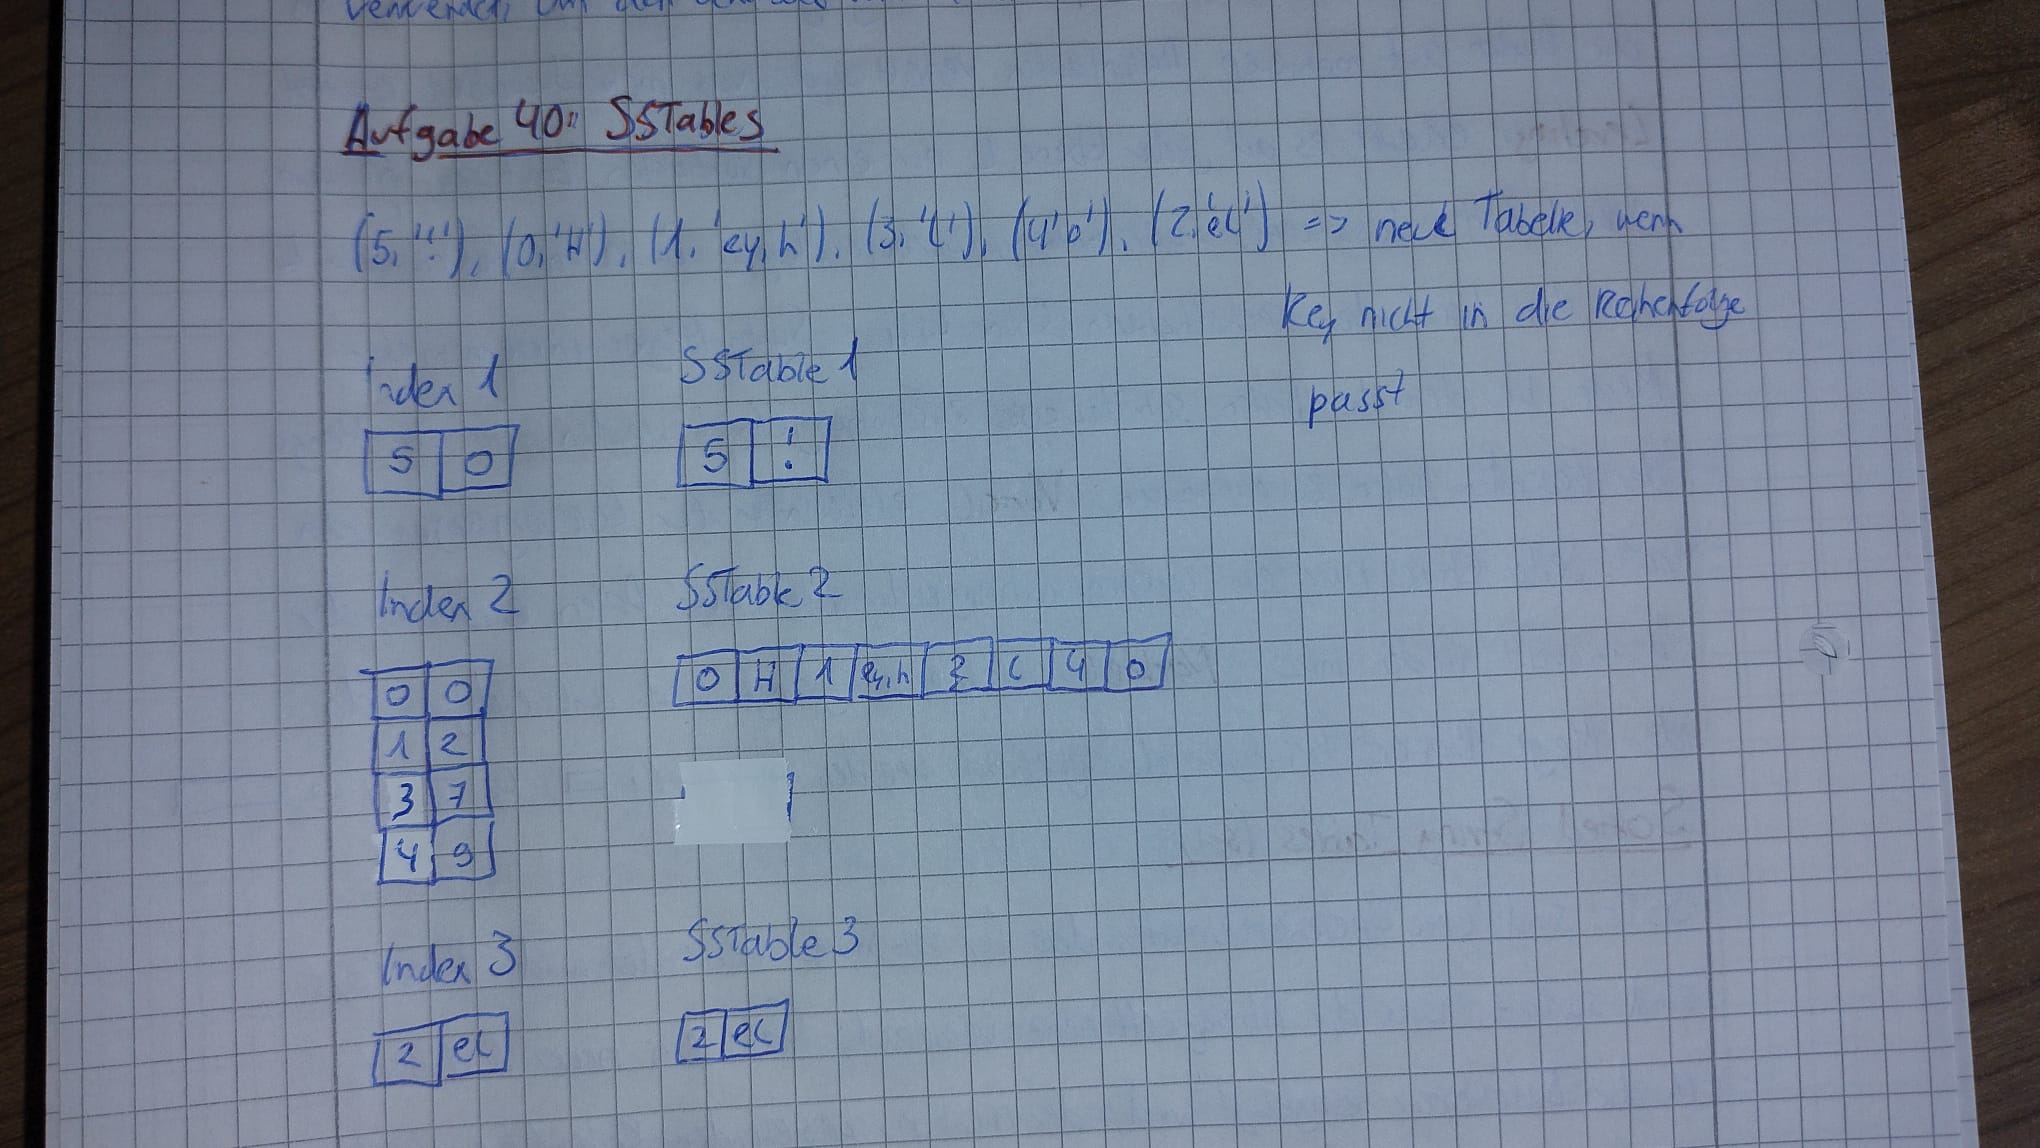 Aufgabe 40: SSTables
(5, '!'), (0, 'H'), (1, 'ey, h'), (3, 'l'), (4 'o'), (2, 'el') => neue Tabelle, wenn
Key nicht in die Reihenfolge
passt
Index 1 SSTable 1
5 0 5 !
Index 2 SSTable 2
0 0 0 H 1 ey, h 3 l 4 o
1 2
3 7
4 9
Index 3 SSTable 3
2 el 2 el